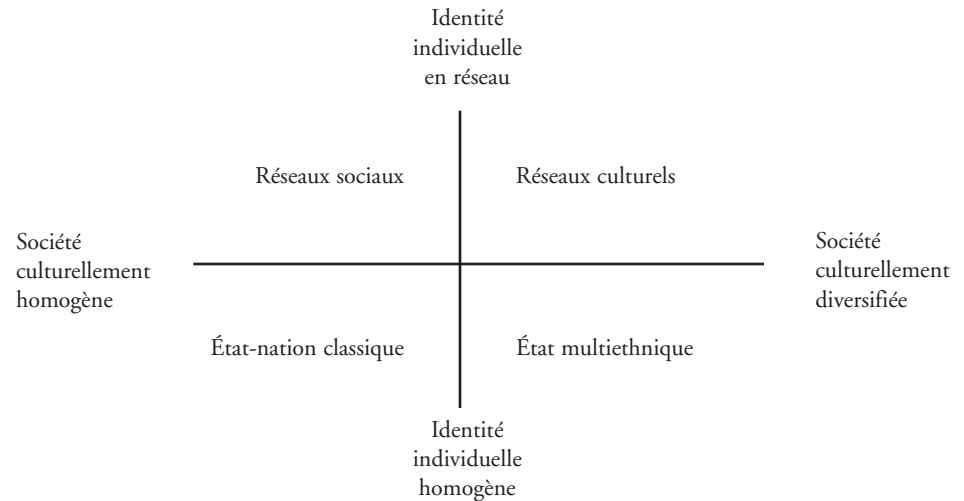 Identité
individuelle
en réseau
Réseaux sociaux
Réseaux culturels
Société
culturellement
homogène
Société
culturellement
diversifiée
État-nation classique
État multiethnique
Identité
individuelle
homogène